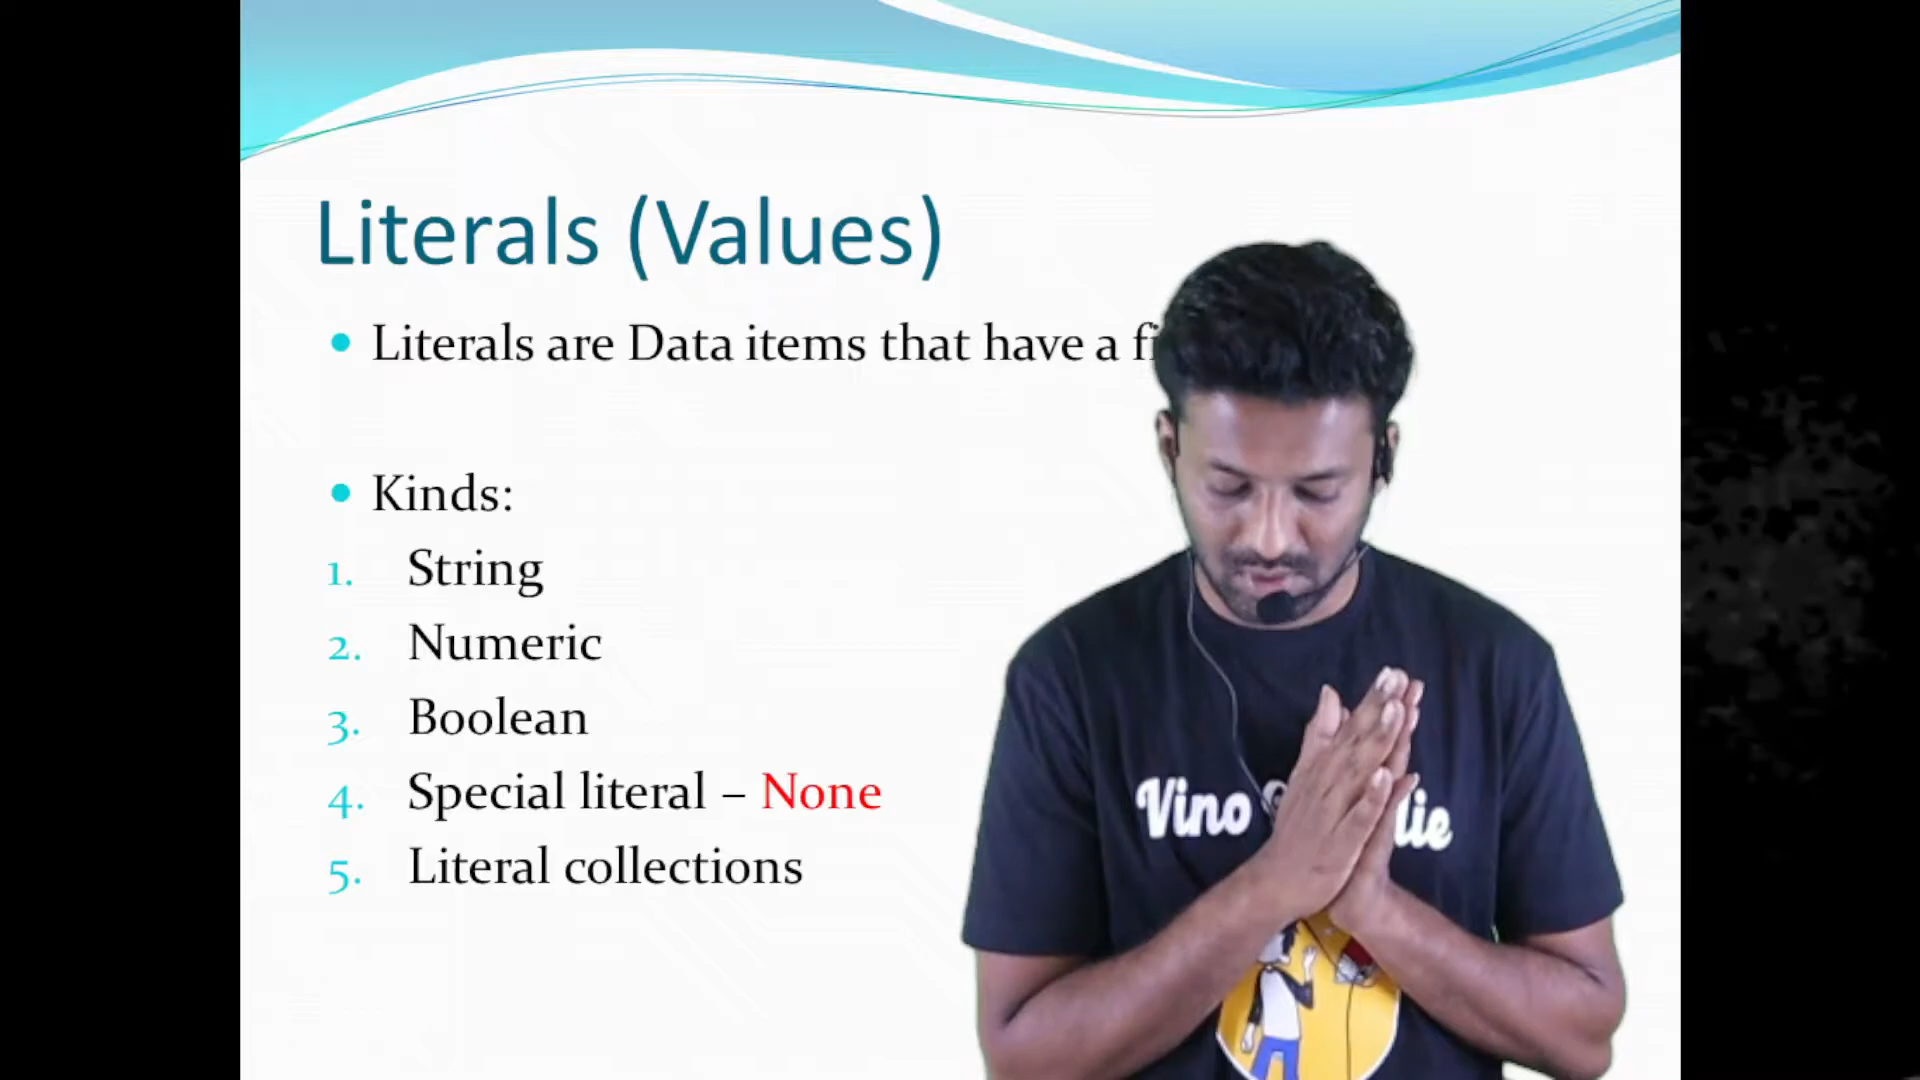 Literals (Values)
• Literals are Data items that have a
• Kinds:
1. String
2. Numeric
3. Boolean
4. Special literal – None
5. Literal collections
Vino